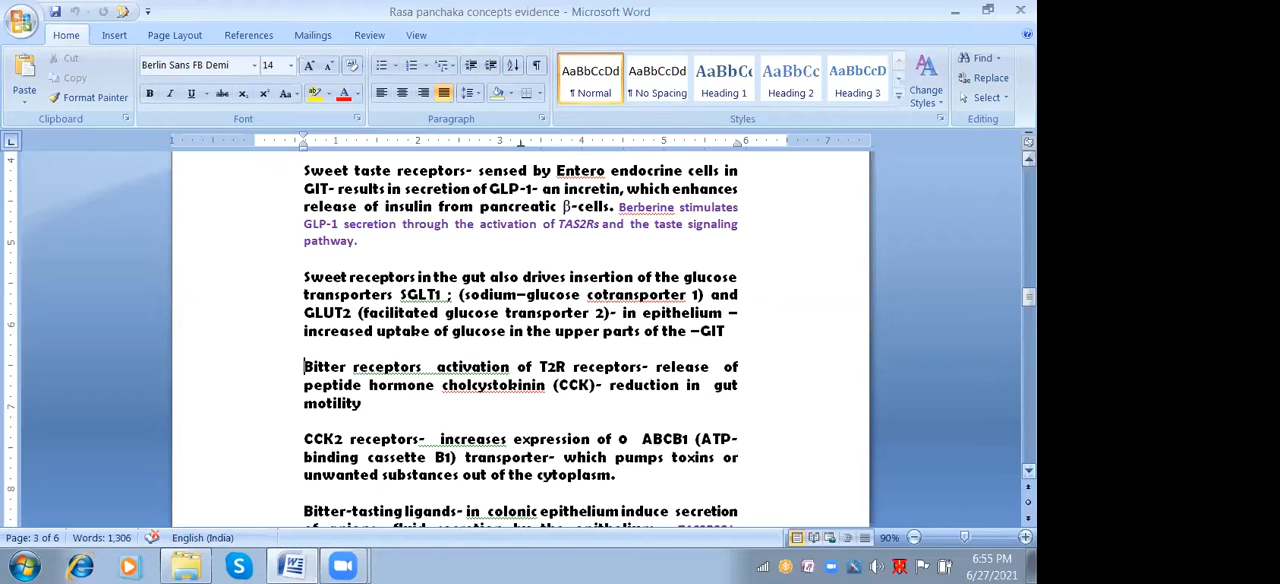 Rasa panchaka concepts evidence - Microsoft Word
Home Insert Page Layout References Mailings Review View
Cut
Copy
Format Painter
Paste
Clipboard
Berlin Sans FB Demi 14
Font
Paragraph
AaBbCcDd AaBbCcDd AaBbCc AaBbCc AaBbCcD
¶ Normal ¶ No Spacing Heading 1 Heading 2 Heading 3
Change
Styles
Styles
Find
Replace
Select
Editing
1 1 2 3 4 5 6 7
Sweet taste receptors- sensed by Entero endocrine cells in
GIT- results in secretion of GLP-1- an incretin, which enhances
release of insulin from pancreatic β-cells. Berberine stimulates
GLP-1 secretion through the activation of TAS2Rs and the taste signaling
pathway.
Sweet receptors in the gut also drives insertion of the glucose
transporters SGLT1 ; (sodium–glucose cotransporter 1) and
GLUT2 (facilitated glucose transporter 2)- in epithelium –
increased uptake of glucose in the upper parts of the –GIT
Bitter receptors activation of T2R receptors- release of
peptide hormone cholcystokinin (CCK)- reduction in gut
motility
CCK2 receptors- increases expression of o ABCB1 (ATP-
binding cassette B1) transporter- which pumps toxins or
unwanted substances out of the cytoplasm.
Bitter-tasting ligands- in colonic epithelium induce secretion
Page: 3 of 6 Words: 1,306 English (India) 90%
6:55 PM
6/27/2021